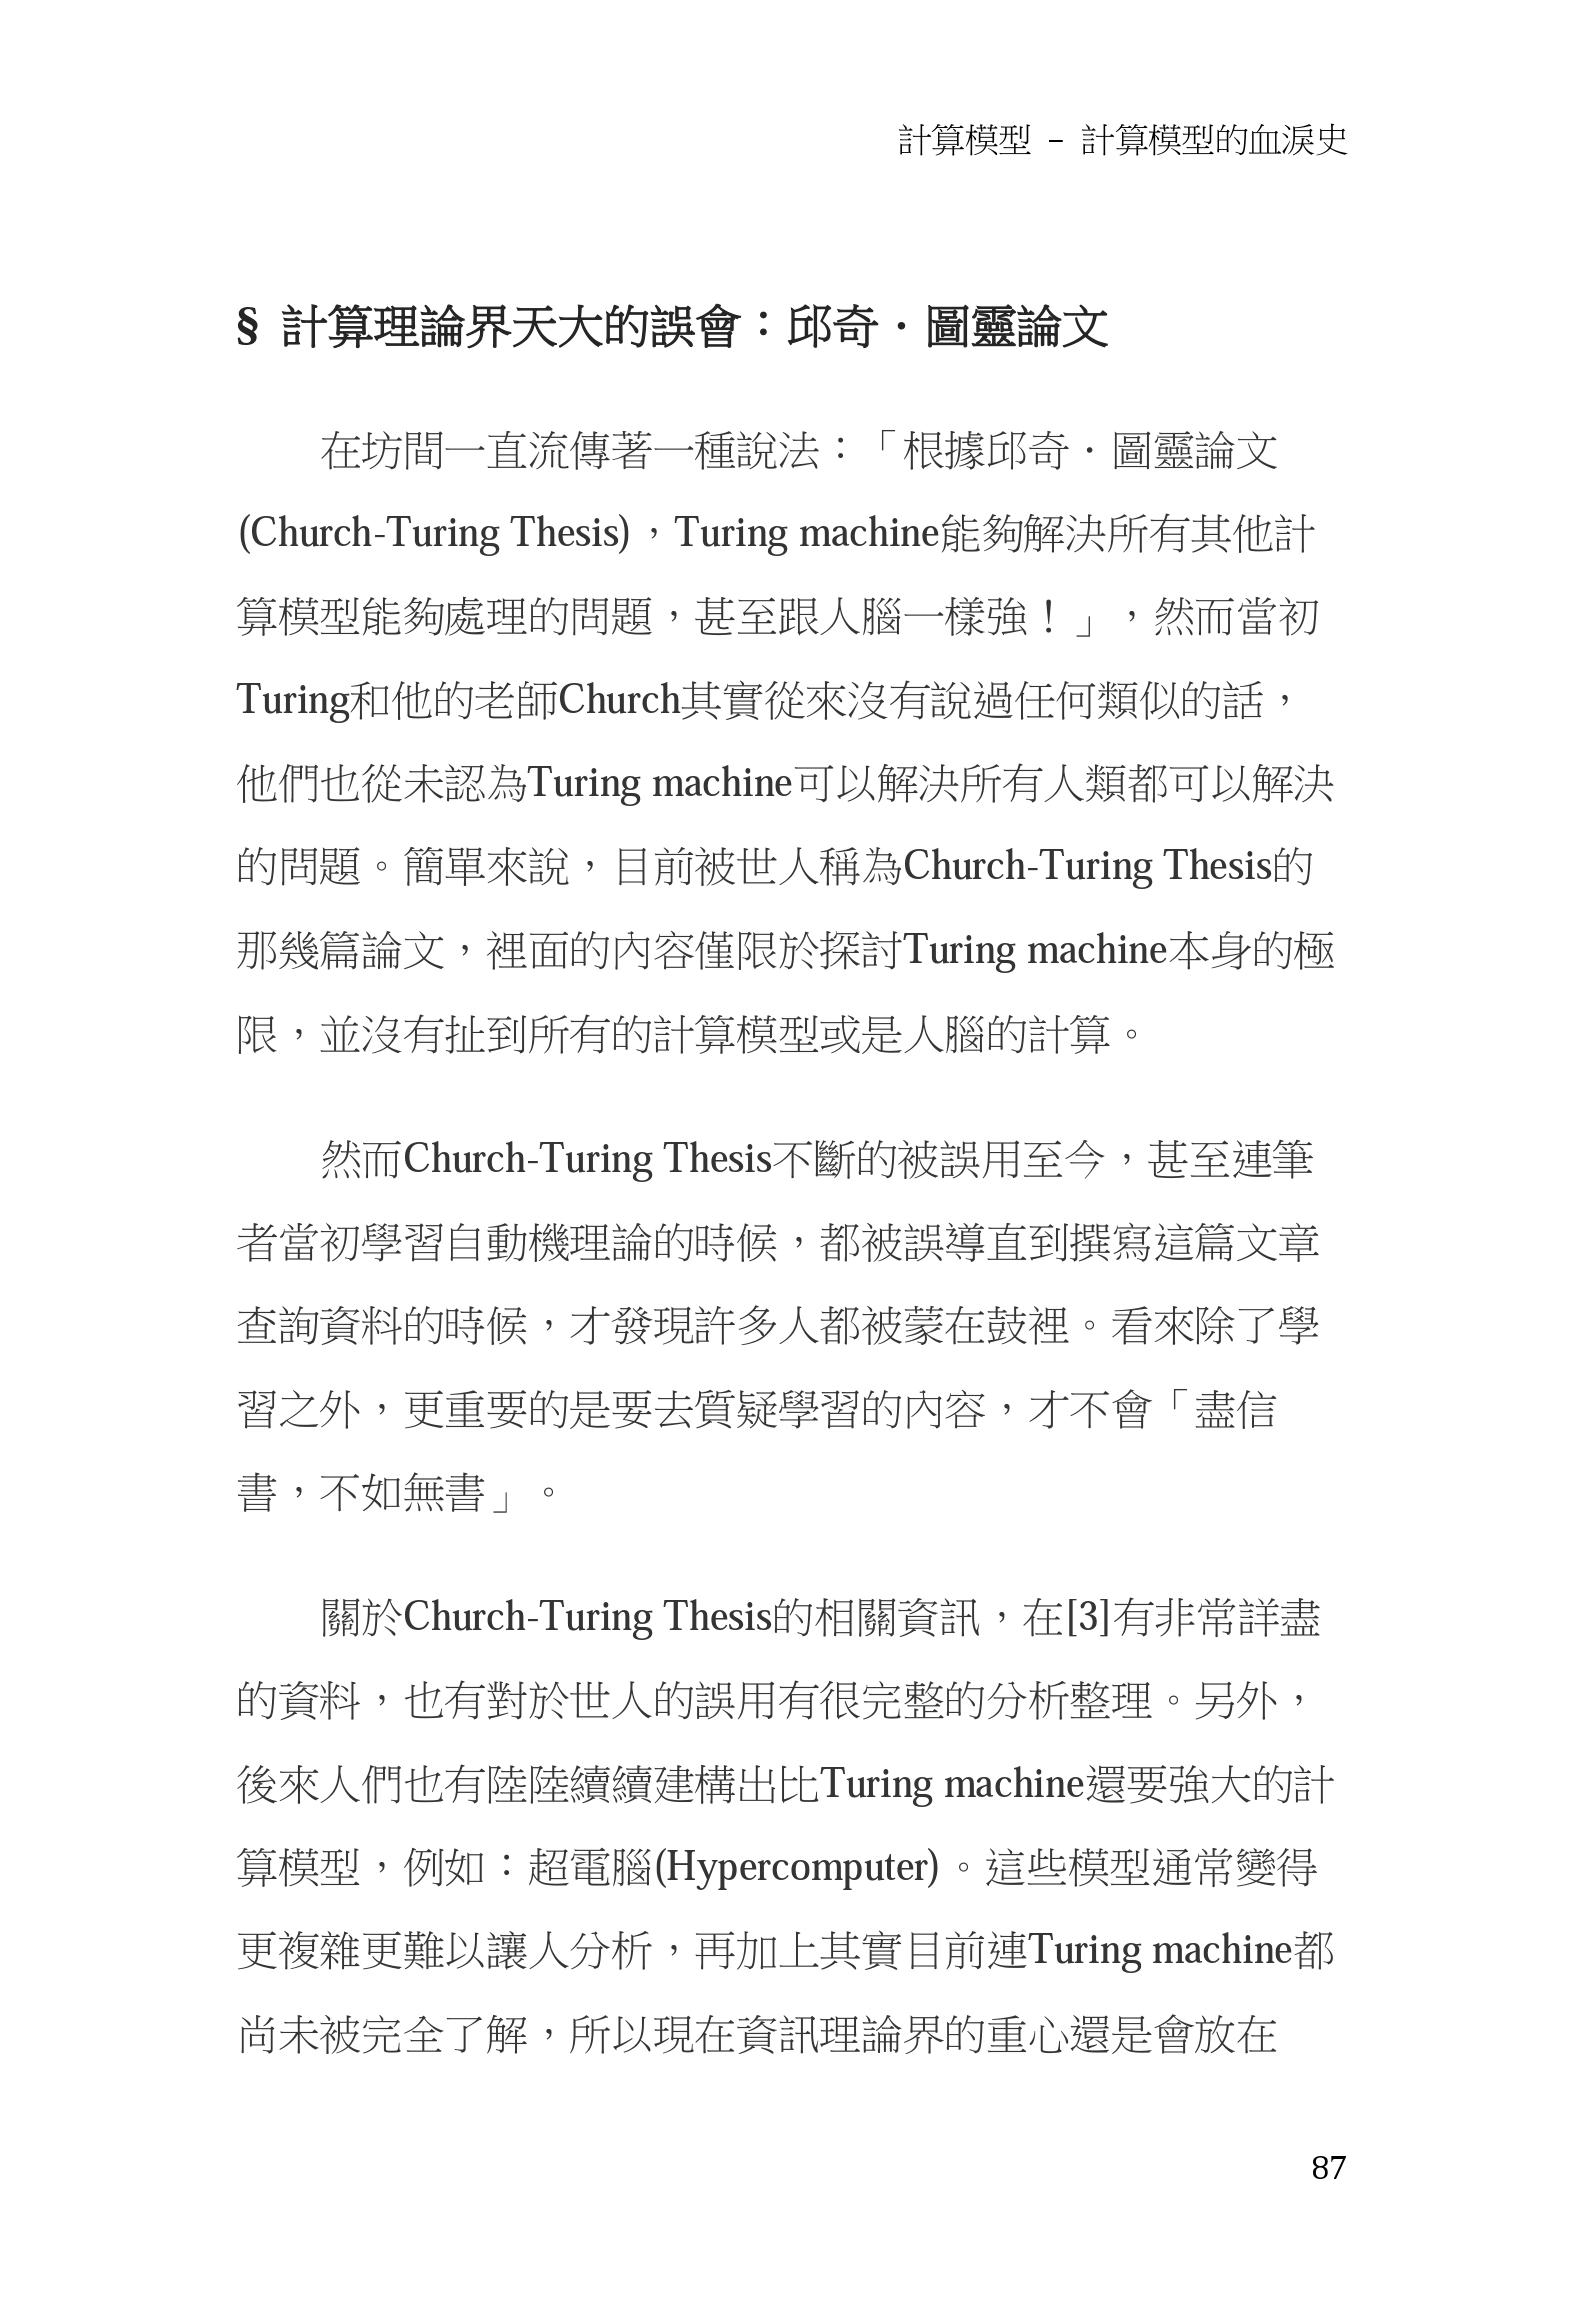 計算模型 – 計算模型的血淚史
§ 計算理論界天大的誤會：邱奇．圖靈論文
在坊間一直流傳著一種說法：「根據邱奇．圖靈論文
(Church-Turing Thesis)，Turing machine能夠解決所有其他計
算模型能夠處理的問題，甚至跟人腦一樣強！」，然而當初
Turing和他的老師Church其實從來沒有說過任何類似的話，
他們也從未認為Turing machine可以解決所有人類都可以解決
的問題。簡單來說，目前被世人稱為Church-Turing Thesis的
那幾篇論文，裡面的內容僅限於探討Turing machine本身的極
限，並沒有扯到所有的計算模型或是人腦的計算。
然而Church-Turing Thesis不斷的被誤用至今，甚至連筆
者當初學習自動機理論的時候，都被誤導直到撰寫這篇文章
查詢資料的時候，才發現許多人都被蒙在鼓裡。看來除了學
習之外，更重要的是要去質疑學習的內容，才不會「盡信
書，不如無書」。
關於Church-Turing Thesis的相關資訊，在[3]有非常詳盡
的資料，也有對於世人的誤用有很完整的分析整理。另外，
後來人們也有陸陸續續建構出比Turing machine還要強大的計
算模型，例如：超電腦(Hypercomputer)。這些模型通常變得
更複雜更難以讓人分析，再加上其實目前連Turing machine都
尚未被完全了解，所以現在資訊理論界的重心還是會放在
87